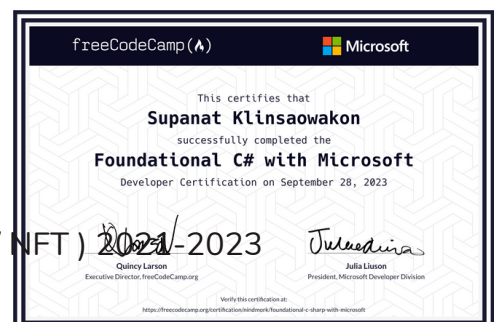 freeCodeCamp(🔥)
Microsoft
This certifies that
Supanat Klinsaowakon
successfully completed the
Foundational C# with Microsoft
Developer Certification on September 28, 2023
NFT ) 2021-2023
Quincy Larson
Executive Director, freeCodeCamp.org
Julia Liuson
President, Microsoft Developer Division
Verify this certification at:
https://freecodecamp.org/certification/nindmork/foundational-c-sharp-with-microsoft